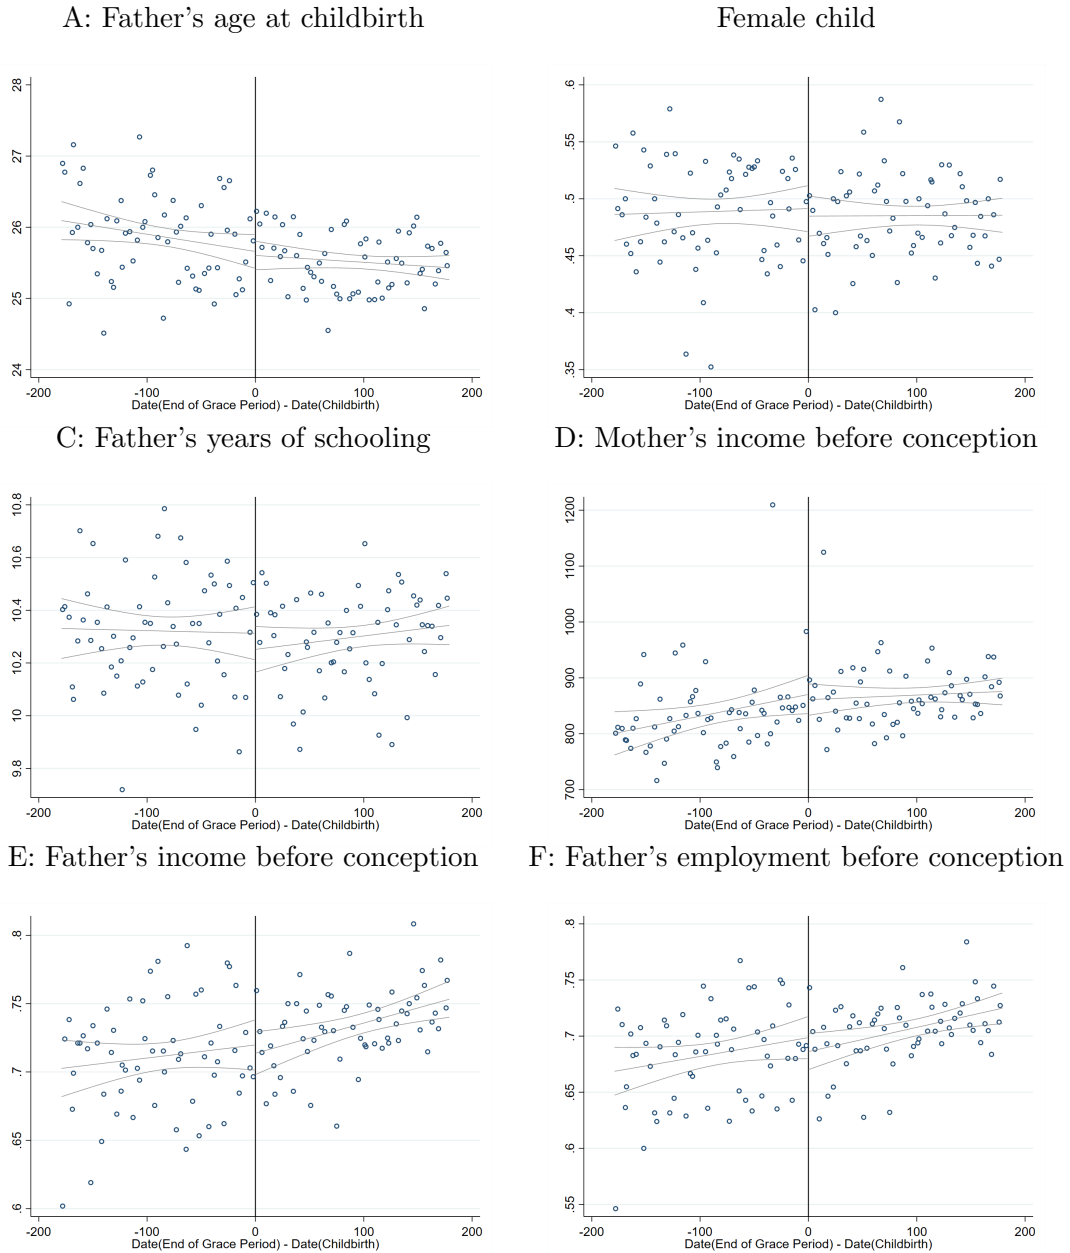 A: Father's age at childbirth
Female child
28
27
26
25
24
-200 -100 0 100 200
Date(End of Grace Period) - Date(Childbirth)
.6
.55
.5
.45
.4
.35
-200 -100 0 100 200
Date(End of Grace Period) - Date(Childbirth)
C: Father's years of schooling
D: Mother's income before conception
10.8
10.6
10.4
10.2
10
9.8
-200 -100 0 100 200
Date(End of Grace Period) - Date(Childbirth)
1200
1100
1000
900
800
700
-200 -100 0 100 200
Date(End of Grace Period) - Date(Childbirth)
E: Father's income before conception
F: Father's employment before conception
.8
.75
.7
.65
.6
-200 -100 0 100 200
Date(End of Grace Period) - Date(Childbirth)
.8
.75
.7
.65
.6
.55
-200 -100 0 100 200
Date(End of Grace Period) - Date(Childbirth)